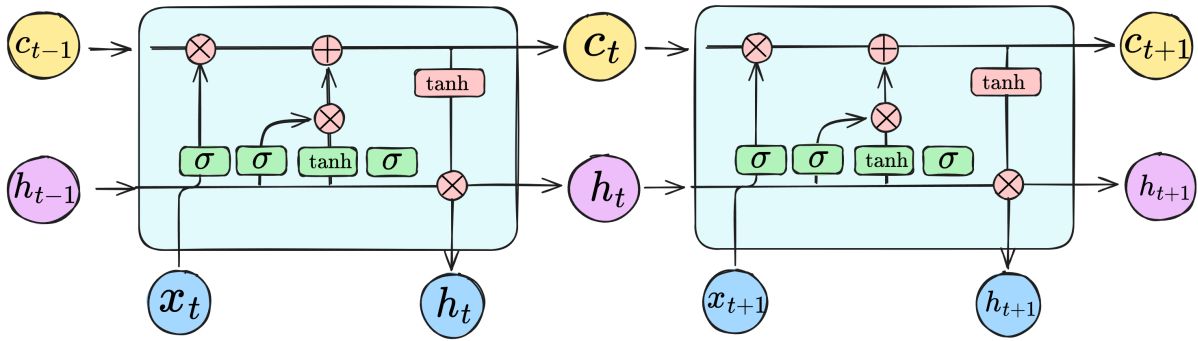 c_{t-1} c_t c_{t+1}
tanh tanh
σ σ tanh σ σ σ tanh σ
h_{t-1} h_t h_{t+1}
x_t h_t x_{t+1} h_{t+1}